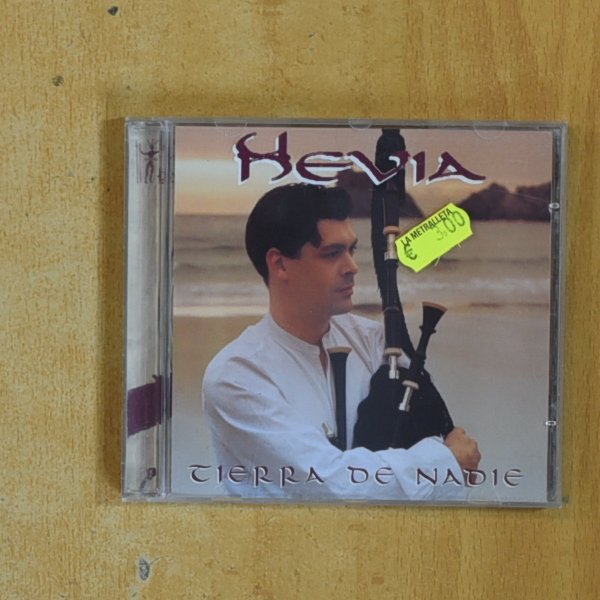 HEVIA
LA METRALLETA
€ 3,00
TIERRA DE NADIE